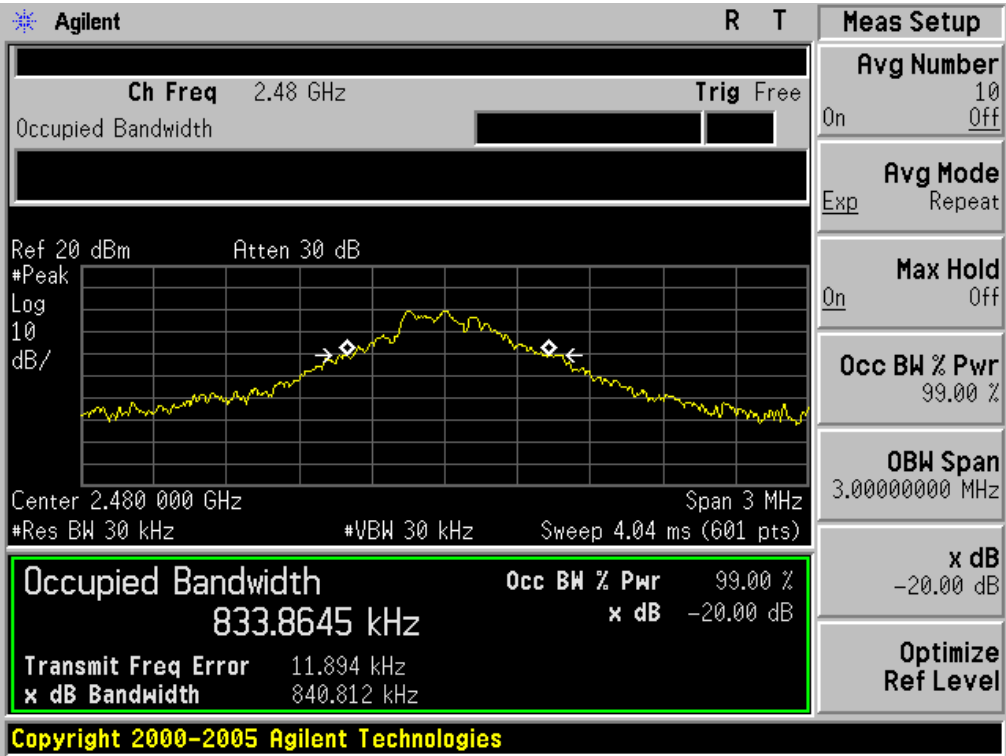 Agilent R T
Ch Freq 2.48 GHz Trig Free
Occupied Bandwidth
Ref 20 dBm Atten 30 dB
#Peak
Log
10
dB/
Center 2.480 000 GHz Span 3 MHz
#Res BW 30 kHz #VBW 30 kHz Sweep 4.04 ms (601 pts)
Occupied Bandwidth Occ BW % Pwr 99.00 %
833.8645 kHz x dB -20.00 dB
Transmit Freq Error 11.894 kHz
x dB Bandwidth 840.812 kHz
Copyright 2000-2005 Agilent Technologies
Meas Setup
Avg Number
10
On Off
Avg Mode
Exp Repeat
Max Hold
On Off
Occ BW % Pwr
99.00 %
OBW Span
3.00000000 MHz
x dB
-20.00 dB
Optimize
Ref Level